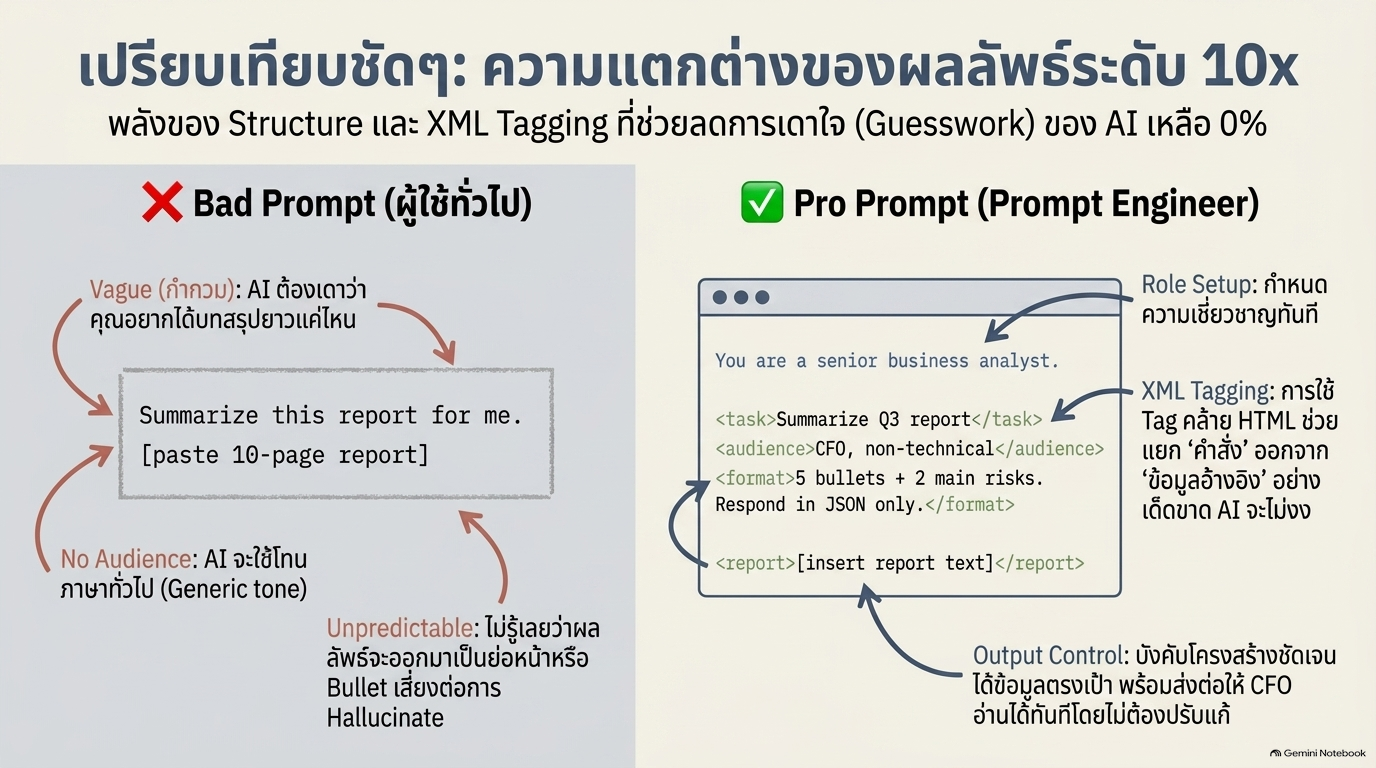 เปรียบเทียบชัดๆ: ความแตกต่างของผลลัพธ์ระดับ 10x
พลังของ Structure และ XML Tagging ที่ช่วยลดการเดาใจ (Guesswork) ของ AI เหลือ 0%
❌ Bad Prompt (ผู้ใช้ทั่วไป)
Vague (กำกวม): AI ต้องเดาว่า
คุณอยากได้บทสรุปยาวแค่ไหน
Summarize this report for me.
[paste 10-page report]
No Audience: AI จะใช้โทน
ภาษาทั่วไป (Generic tone)
Unpredictable: ไม่รู้เลยว่าผล
ลัพธ์จะออกมาเป็นย่อหน้าหรือ
Bullet เสี่ยงต่อการ
Hallucinate
✅ Pro Prompt (Prompt Engineer)
You are a senior business analyst.
<task>Summarize Q3 report</task>
<audience>CFO, non-technical</audience>
<format>5 bullets + 2 main risks.
Respond in JSON only.</format>
<report>[insert report text]</report>
Role Setup: กำหนด
ความเชี่ยวชาญทันที
XML Tagging: การใช้
Tag คล้าย HTML ช่วย
แยก ‘คำสั่ง’ ออกจาก
‘ข้อมูลอ้างอิง’ อย่าง
เด็ดขาด AI จะไม่งง
Output Control: บังคับโครงสร้างชัดเจน
ได้ข้อมูลตรงเป้า พร้อมส่งต่อให้ CFO
อ่านได้ทันทีโดยไม่ต้องปรับแก้
Gemini Notebook